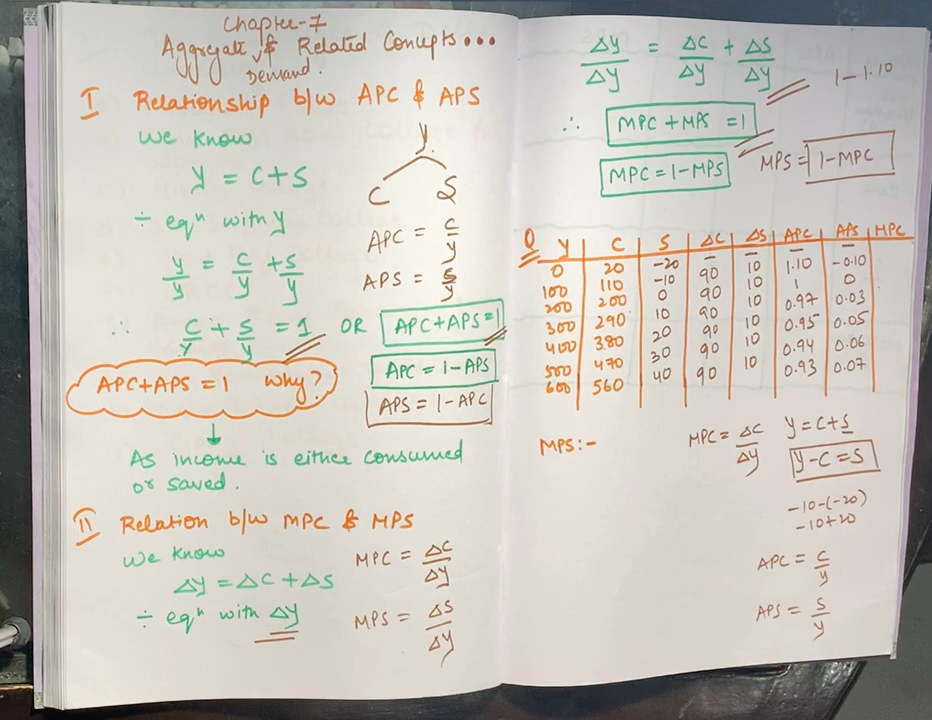 Chapter-7
Aggregate & Related Concepts...
Demand.
I Relationship b/w APC & APS
We Know
y = C+S
÷ eqⁿ with y
y/y = C/y + S/y
∴ C/y + S/y = 1 OR APC+APS=1
y
C S
APC = C/y
APS = S/y
APC = 1-APS
APS = 1-APC
APC+APS = 1 why?
↓
As income is either consumed
or saved.
II Relation b/w MPC & MPS
We Know
Δy = ΔC + ΔS
÷ eqⁿ with Δy
MPC = ΔC/Δy
MPS = ΔS/Δy
Δy/Δy = ΔC/Δy + ΔS/Δy
1-1.10
∴ MPC+MPS =1
MPC = 1-MPS
MPS = 1-MPC
Q y C S ΔC ΔS APC APS MPC
0 20 -20 - - - -
100 110 -10 90 10 1.10 -0.10
200 200 0 90 10 1 0
300 290 10 90 10 0.97 0.03
400 380 20 90 10 0.95 0.05
500 470 30 90 10 0.94 0.06
600 560 40 90 10 0.93 0.07
MPS:-
MPC = ΔC/Δy
y = C+S
y-C = S
-10-(-20)
-10+20
APC = C/y
APS = S/y